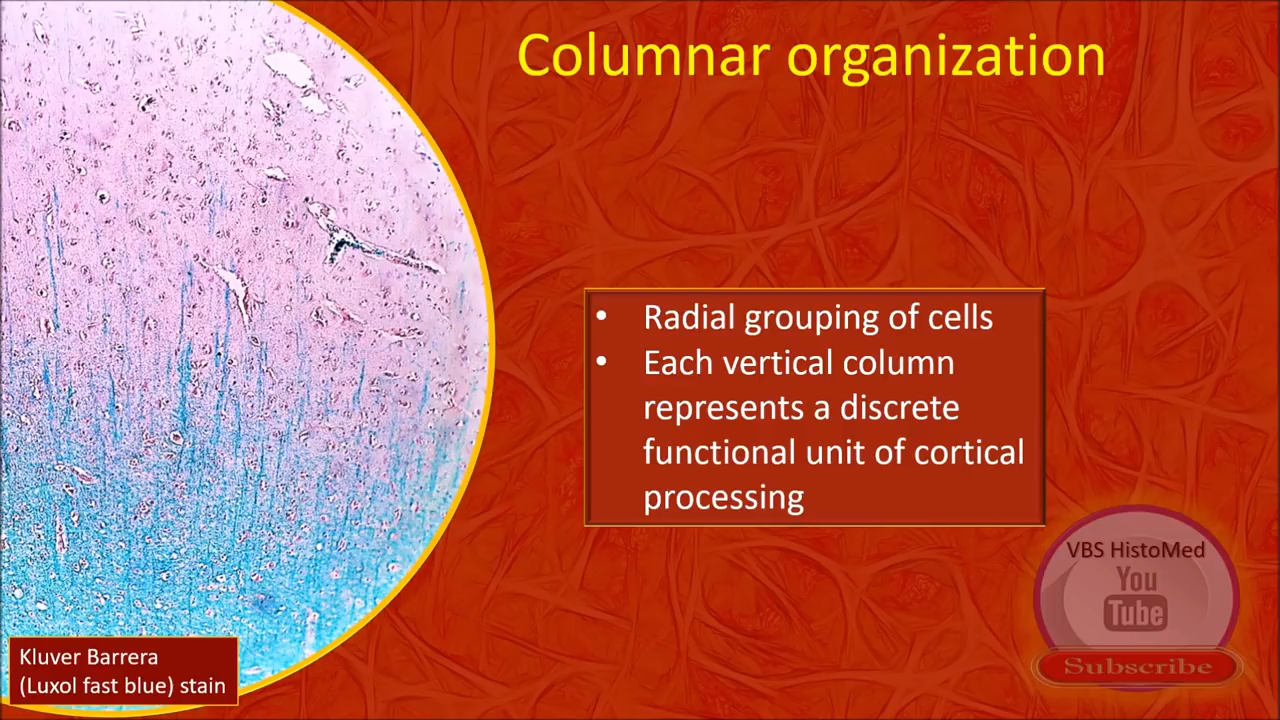 Columnar organization
• Radial grouping of cells
• Each vertical column
represents a discrete
functional unit of cortical
processing
Kluver Barrera
(Luxol fast blue) stain
VBS HistoMed
You
Tube
Subscribe